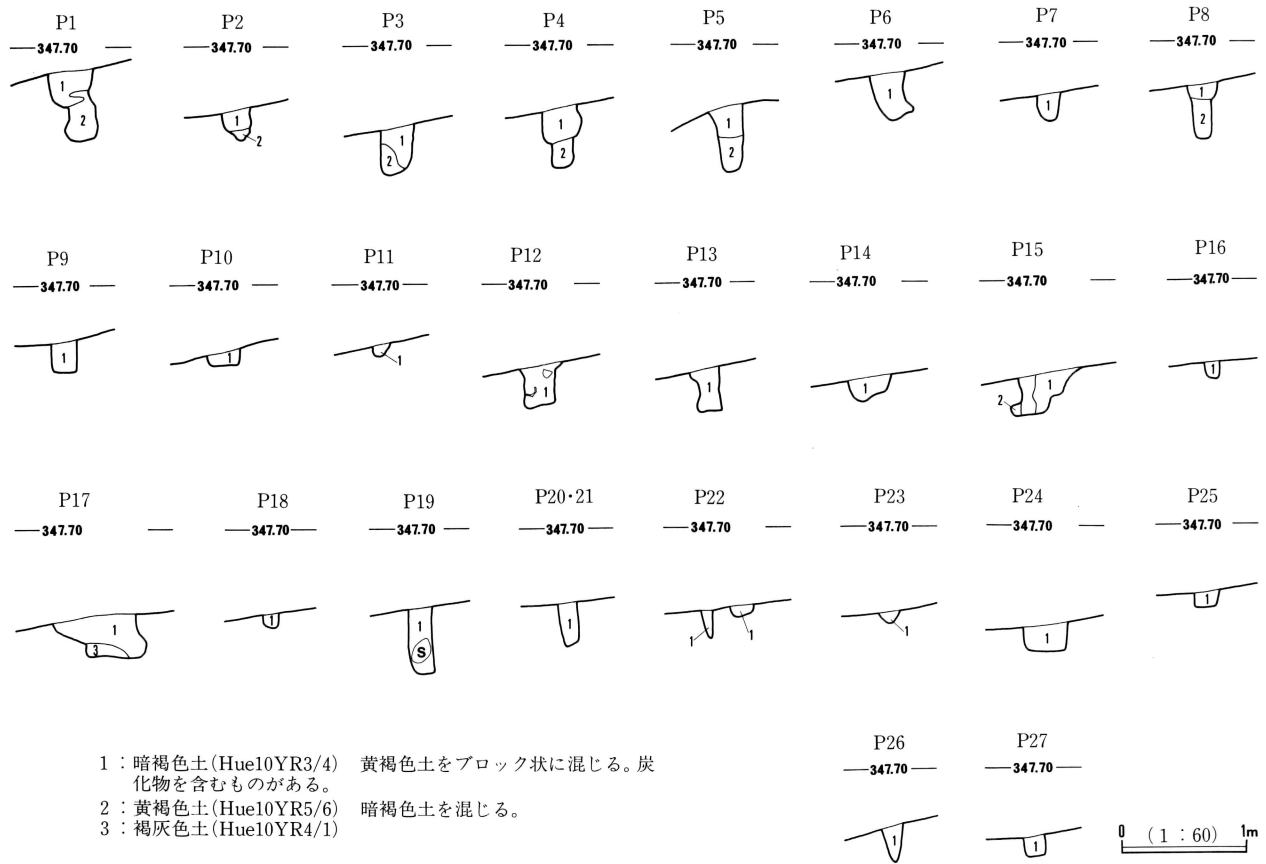 P1 P2 P3 P4 P5 P6 P7 P8
347.70 347.70 347.70 347.70 347.70 347.70 347.70 347.70
1 2 1 2 1 2 1 2 1 2 1 1 1 2
P9 P10 P11 P12 P13 P14 P15 P16
347.70 347.70 347.70 347.70 347.70 347.70 347.70 347.70
1 1 1 1 1 1 2 1 1
P17 P18 P19 P20・21 P22 P23 P24 P25
347.70 347.70 347.70 347.70 347.70 347.70 347.70 347.70
1 3 1 1 S 1 1 1 1 1 1
P26 P27
347.70 347.70
1 1
1：暗褐色土(Hue10YR3/4)　黄褐色土をブロック状に混じる。炭
化物を含むものがある。
2：黄褐色土(Hue10YR5/6)　暗褐色土を混じる。
3：褐灰色土(Hue10YR4/1)
0 (1：60) 1m